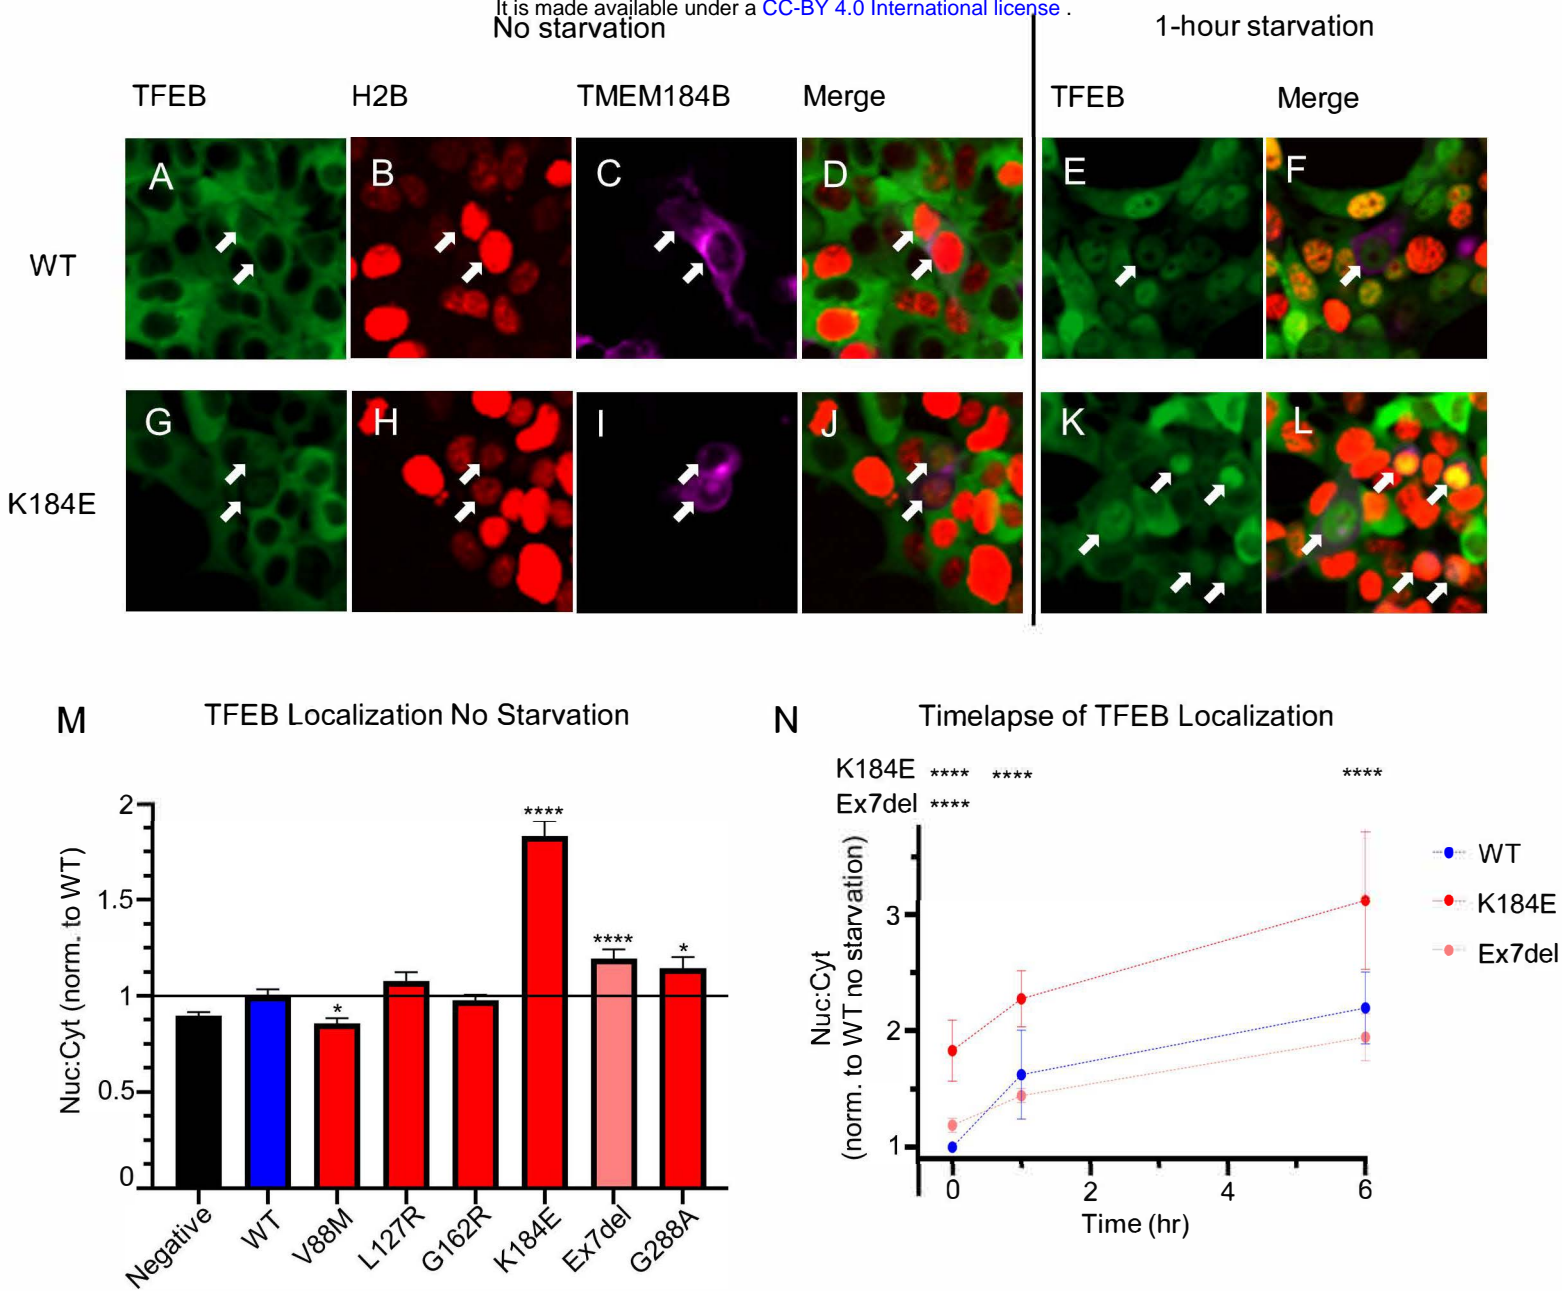 It is made available under a CC-BY 4.0 International license .
No starvation
1-hour starvation
TFEB H2B TMEM184B Merge TFEB Merge
WT
A B C D E F
K184E
G H I J K L
M TFEB Localization No Starvation
Nuc:Cyt (norm. to WT)
2
1.5
1
0.5
0
* **** **** *
Negative WT V88M L127R G162R K184E Ex7del G288A
N Timelapse of TFEB Localization
K184E **** **** ****
Ex7del ****
Nuc:Cyt
(norm. to WT no starvation)
3
2
1
0 2 4 6
Time (hr)
WT
K184E
Ex7del